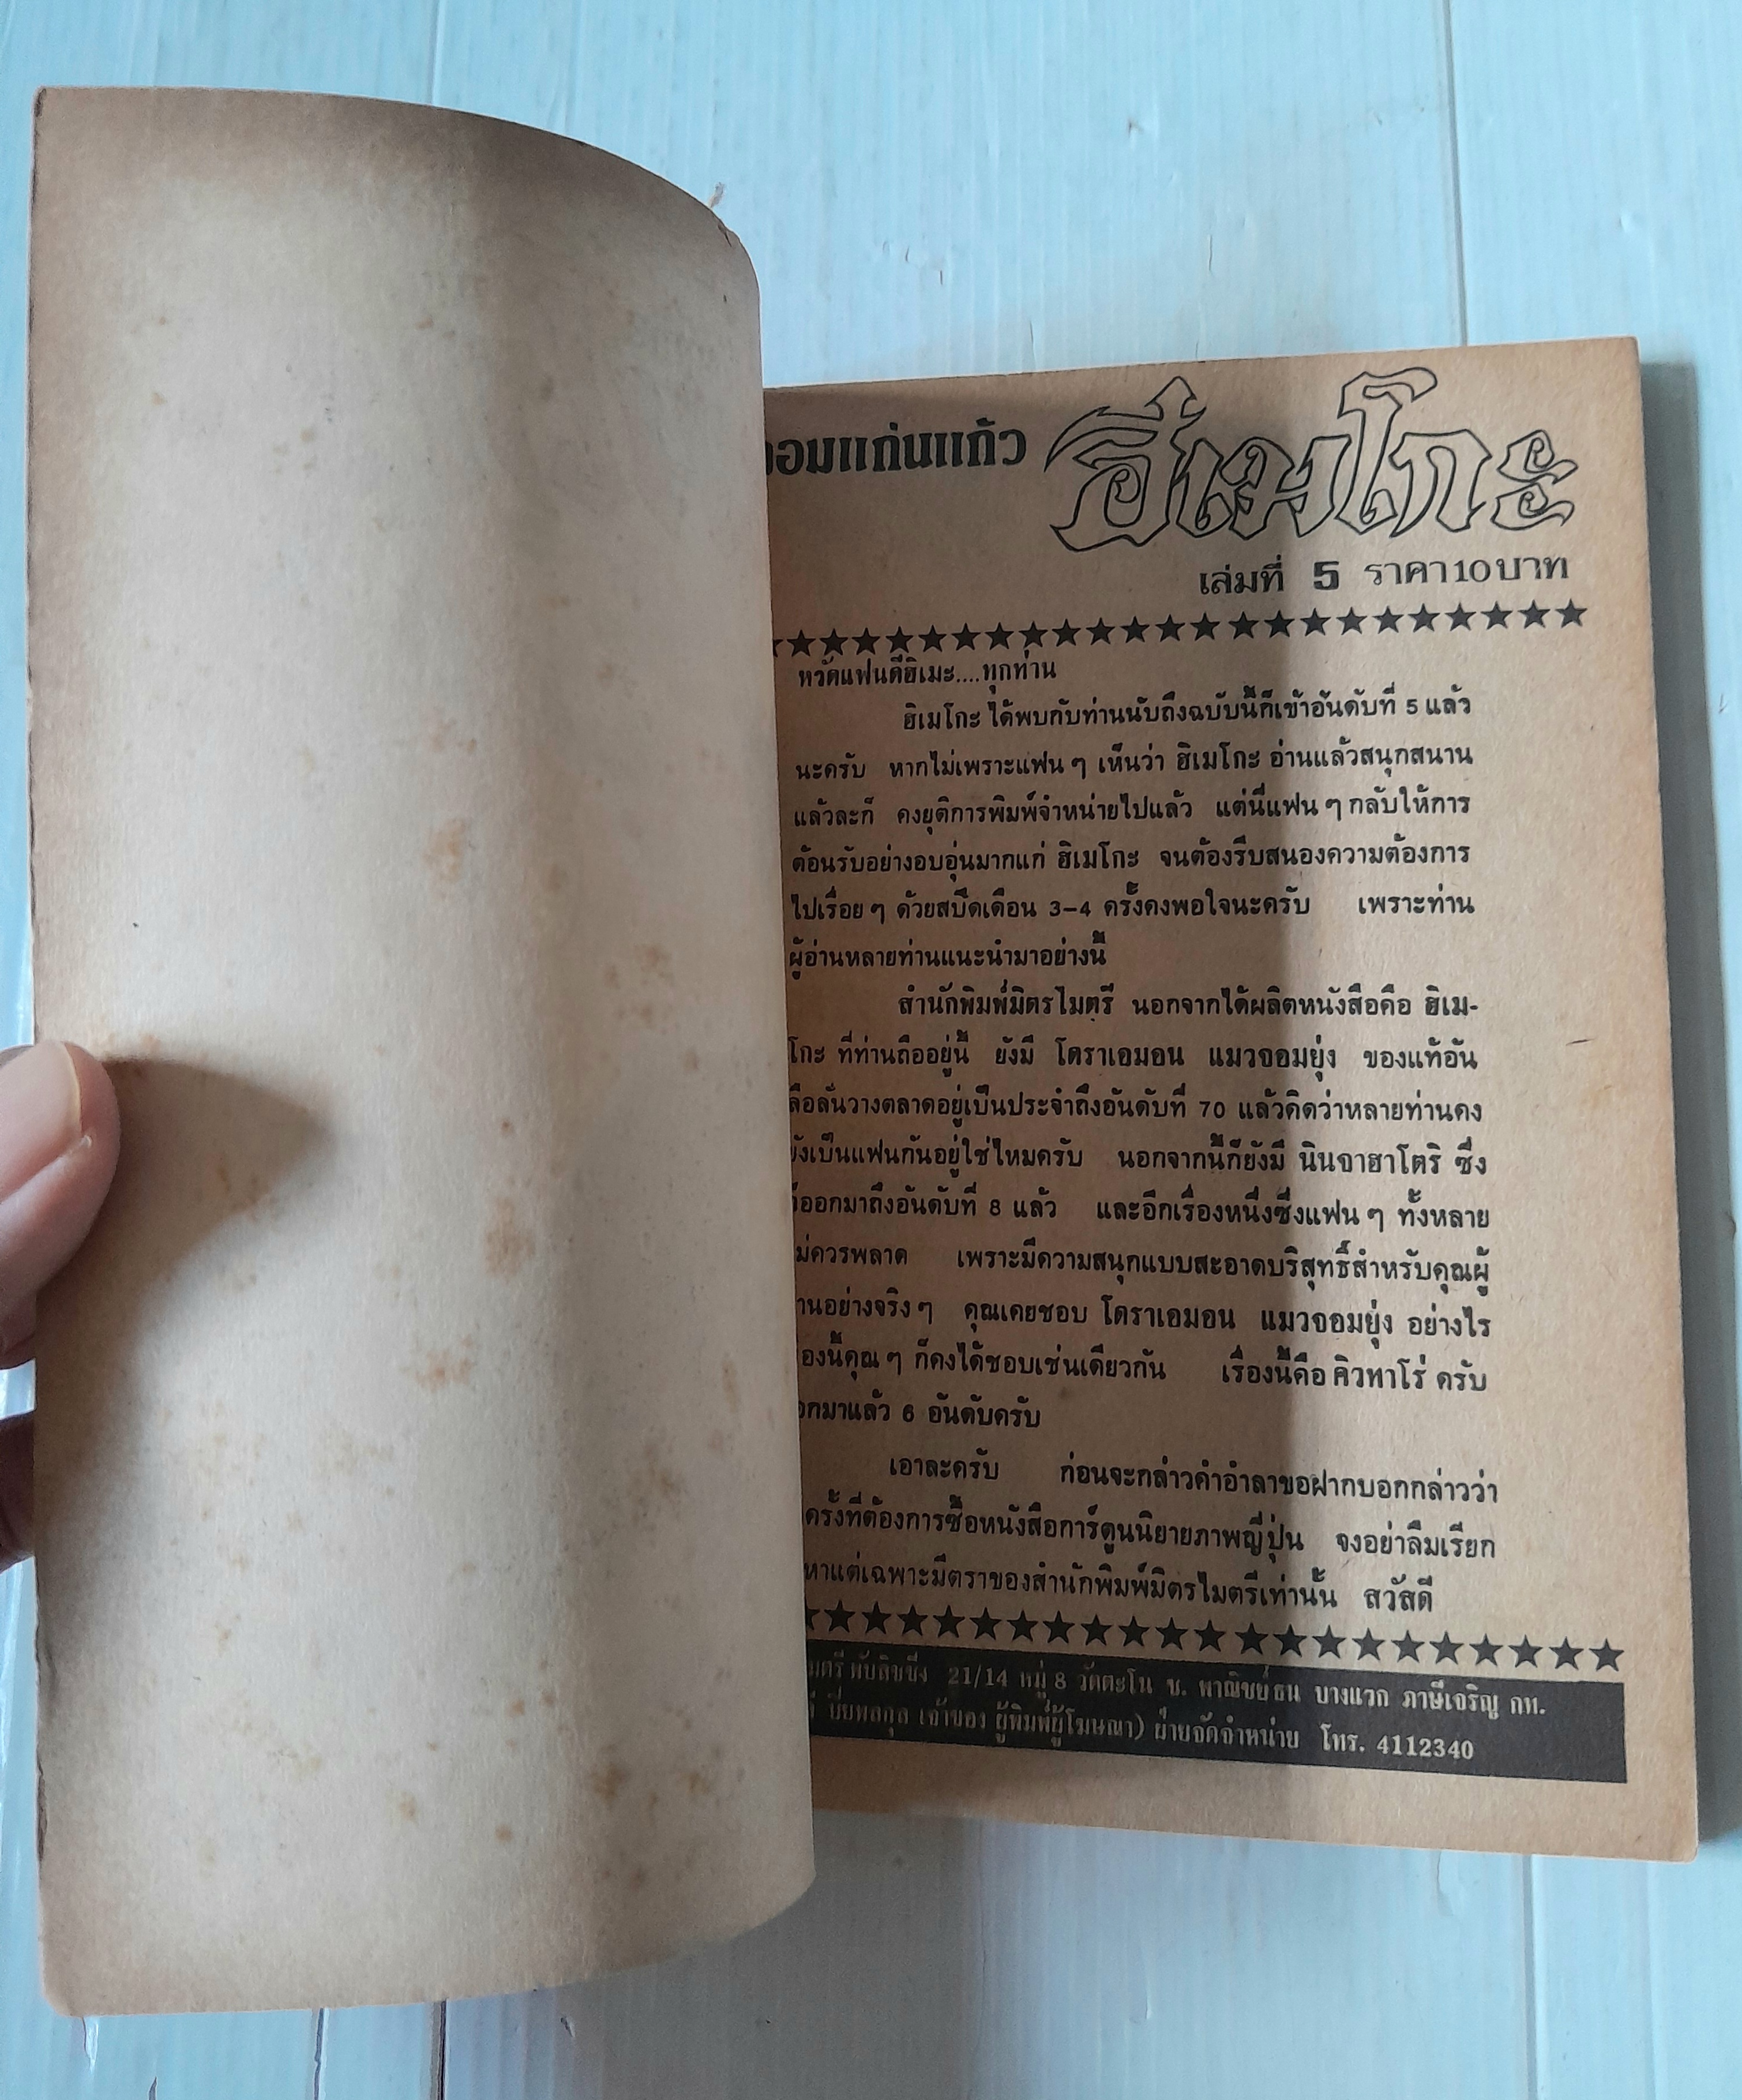 จอมแก่นแก้ว ฮิเมโกะ
เล่มที่ 5 ราคา 10 บาท
หวัดแฟนดีฮิเมะ....ทุกท่าน
ฮิเมโกะ ได้พบกับท่านนับถึงฉบับนี้ก็เข้าอันดับที่ 5 แล้ว
นะครับ หากไม่เพราะแฟน ๆ เห็นว่า ฮิเมโกะ อ่านแล้วสนุกสนาน
แล้วละก็ คงยุติการพิมพ์จำหน่ายไปแล้ว แต่นี่แฟน ๆ กลับให้การ
ต้อนรับอย่างอบอุ่นมากแก่ ฮิเมโกะ จนต้องรีบสนองความต้องการ
ไปเรื่อย ๆ ด้วยสปีดเดือน 3–4 ครั้งคงพอใจนะครับ เพราะท่าน
ผู้อ่านหลายท่านแนะนำมาอย่างนี้
สำนักพิมพ์มิตรไมตรี นอกจากได้ผลิตหนังสือคือ ฮิเม-
โกะ ที่ท่านถืออยู่นี้ ยังมี โดราเอมอน แมวจอมยุ่ง ของแท้อัน
ลือลั่นวางตลาดอยู่เป็นประจำถึงอันดับที่ 70 แล้วคิดว่าหลายท่านคง
ยังเป็นแฟนกันอยู่ใช่ไหมครับ นอกจากนี้ก็ยังมี นินจาฮาโตริ ซึ่ง
ออกมาถึงอันดับที่ 8 แล้ว และอีกเรื่องหนึ่งซึ่งแฟน ๆ ทั้งหลาย
ไม่ควรพลาด เพราะมีความสนุกแบบสะอาดบริสุทธิ์สำหรับคุณผู้
อ่านอย่างจริง ๆ คุณเคยชอบ โดราเอมอน แมวจอมยุ่ง อย่างไร
เรื่องนี้คุณ ๆ ก็คงได้ชอบเช่นเดียวกัน เรื่องนี้คือ คิวทาโร่ ครับ
ออกมาแล้ว 6 อันดับครับ
เอาละครับ ก่อนจะกล่าวคำอำลาขอฝากบอกกล่าวว่า
ครั้งที่ต้องการซื้อหนังสือการ์ตูนนิยายภาพญี่ปุ่น จงอย่าลืมเรียก
หาแต่เฉพาะมีตราของสำนักพิมพ์มิตรไมตรีเท่านั้น สวัสดี
21/14 หมู่ 8 วัดตะโน ซ. พาณิชย์ธน บางแวก ภาษีเจริญ กท.
ปิยพลกุล เจ้าของ ผู้พิมพ์ผู้โฆษณา) ฝ่ายจัดจำหน่าย โทร. 4112340